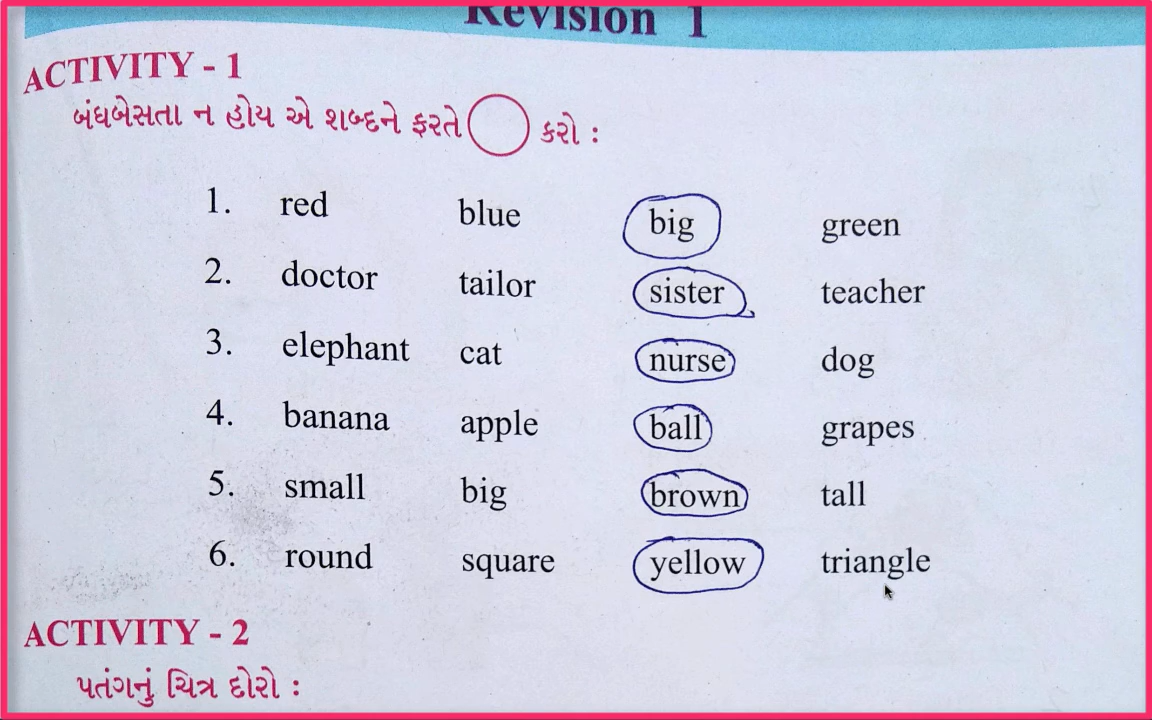 Revision 1
ACTIVITY - 1
બંધબેસતા ન હોય એ શબ્દને ફરતે કરો :
1. red blue big green
2. doctor tailor sister teacher
3. elephant cat nurse dog
4. banana apple ball grapes
5. small big brown tall
6. round square yellow triangle
ACTIVITY - 2
પતંગનું ચિત્ર દોરો :